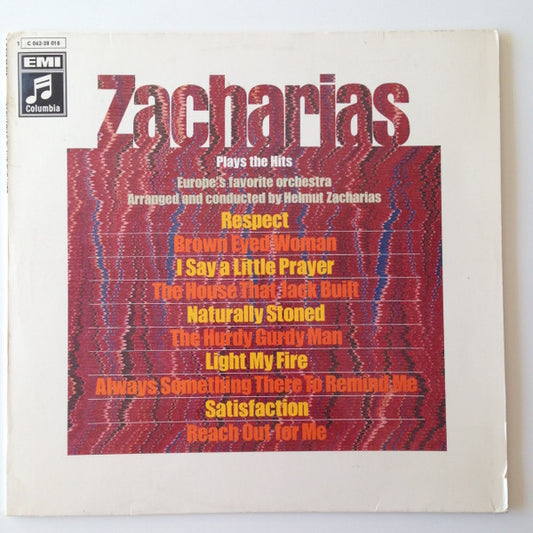 1 C 062-28 018
EMI
Columbia
Zacharias
Plays the Hits
Europe's favorite orchestra
Arranged and conducted by Helmut Zacharias
Respect
Brown Eyed Woman
I Say a Little Prayer
The House That Jack Built
Naturally Stoned
The Hurdy Gurdy Man
Light My Fire
Always Something There To Remind Me
Satisfaction
Reach Out for Me